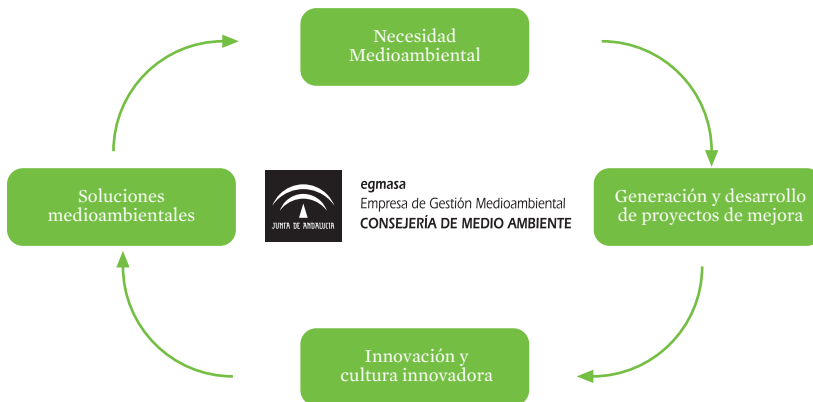 Necesidad
Medioambiental
Soluciones
medioambientales
JUNTA DE ANDALUCIA
egmasa
Empresa de Gestión Medioambiental
CONSEJERÍA DE MEDIO AMBIENTE
Generación y desarrollo
de proyectos de mejora
Innovación y
cultura innovadora